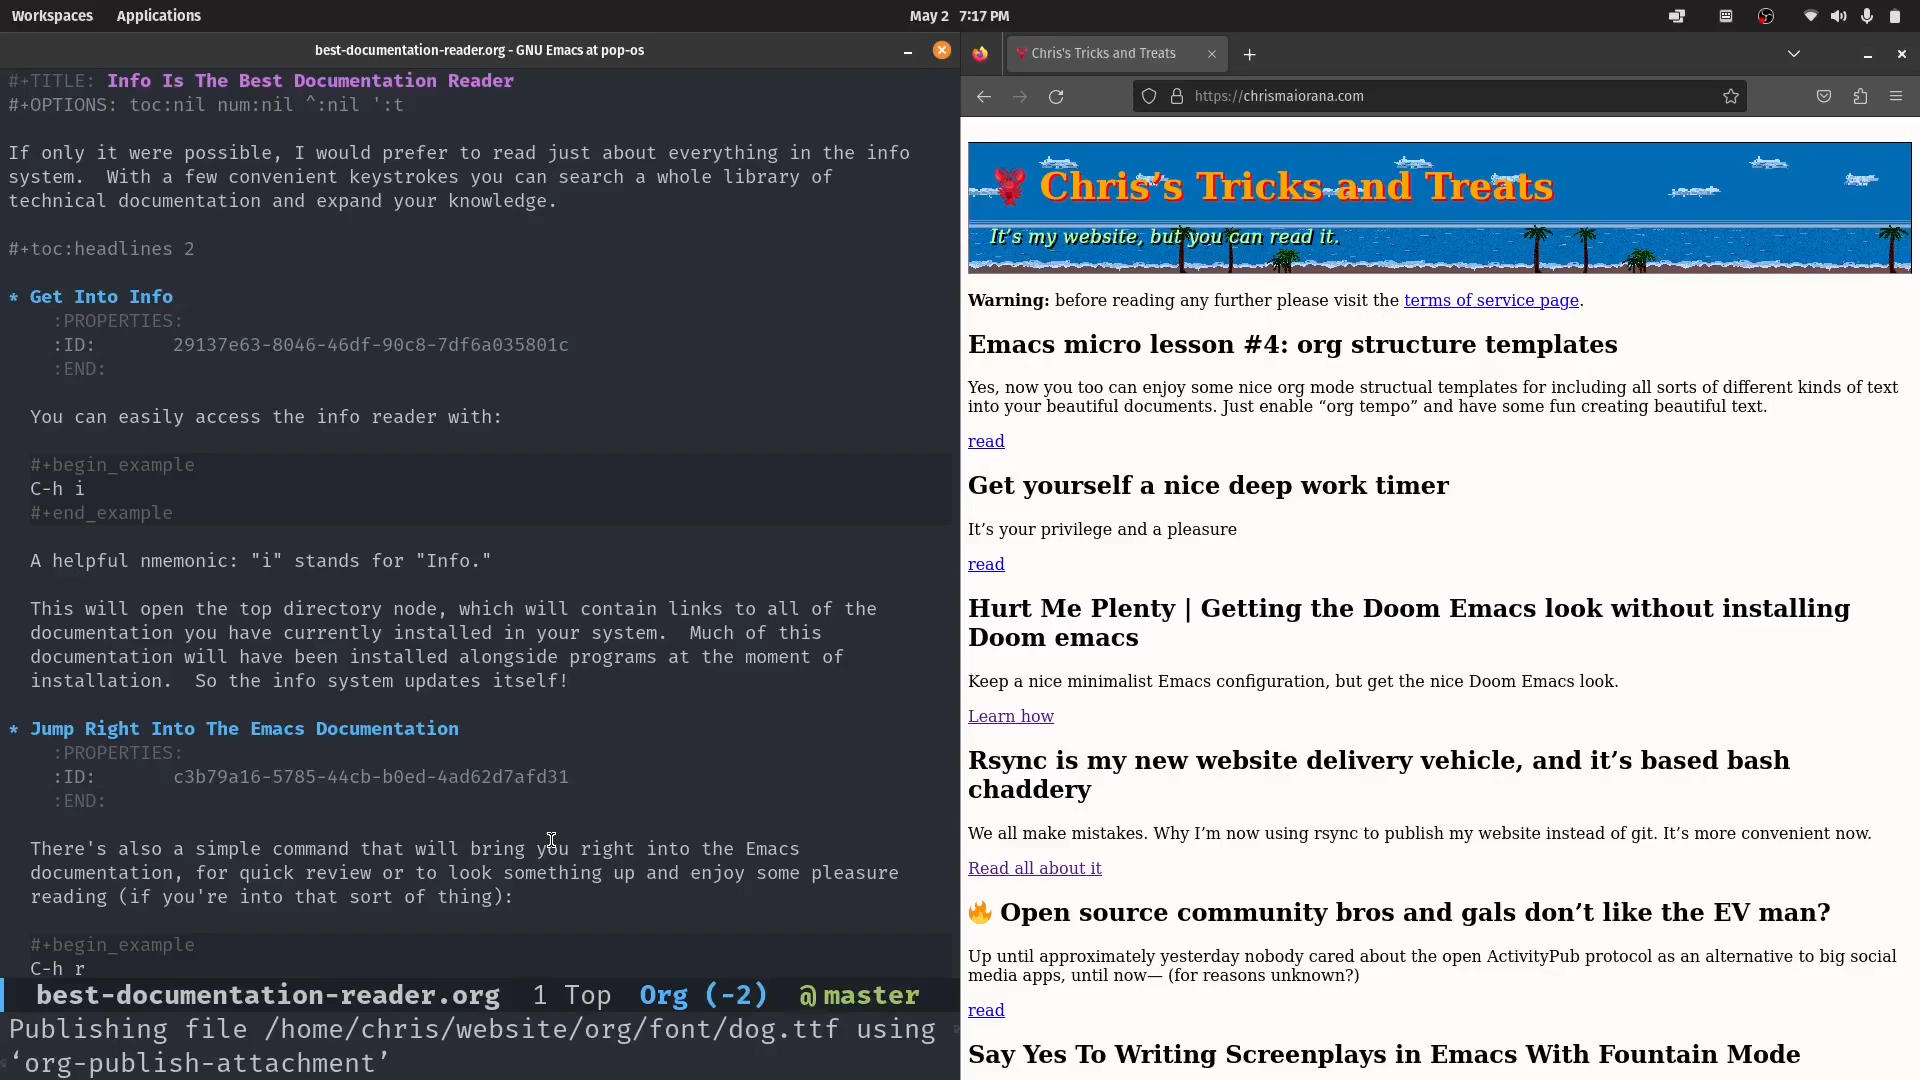 Workspaces Applications May 2 7:17 PM
best-documentation-reader.org - GNU Emacs at pop-os
#+TITLE: Info Is The Best Documentation Reader
#+OPTIONS: toc:nil num:nil ^:nil ':t
If only it were possible, I would prefer to read just about everything in the info
system.  With a few convenient keystrokes you can search a whole library of
technical documentation and expand your knowledge.
#+toc:headlines 2
* Get Into Info
:PROPERTIES:
:ID:       29137e63-8046-46df-90c8-7df6a035801c
:END:
You can easily access the info reader with:
#+begin_example
C-h i
#+end_example
A helpful nmemonic: "i" stands for "Info."
This will open the top directory node, which will contain links to all of the
documentation you have currently installed in your system.  Much of this
documentation will have been installed alongside programs at the moment of
installation.  So the info system updates itself!
* Jump Right Into The Emacs Documentation
:PROPERTIES:
:ID:       c3b79a16-5785-44cb-b0ed-4ad62d7afd31
:END:
There's also a simple command that will bring you right into the Emacs
documentation, for quick review or to look something up and enjoy some pleasure
reading (if you're into that sort of thing):
#+begin_example
C-h r
best-documentation-reader.org 1 Top Org (-2) @master
Publishing file /home/chris/website/org/font/dog.ttf using
‘org-publish-attachment’
Chris's Tricks and Treats
https://chrismaiorana.com
Chris’s Tricks and Treats
It’s my website, but you can read it.
Warning: before reading any further please visit the terms of service page.
Emacs micro lesson #4: org structure templates
Yes, now you too can enjoy some nice org mode structual templates for including all sorts of different kinds of text
into your beautiful documents. Just enable “org tempo” and have some fun creating beautiful text.
read
Get yourself a nice deep work timer
It’s your privilege and a pleasure
read
Hurt Me Plenty | Getting the Doom Emacs look without installing
Doom emacs
Keep a nice minimalist Emacs configuration, but get the nice Doom Emacs look.
Learn how
Rsync is my new website delivery vehicle, and it’s based bash
chaddery
We all make mistakes. Why I’m now using rsync to publish my website instead of git. It’s more convenient now.
Read all about it
🔥 Open source community bros and gals don’t like the EV man?
Up until approximately yesterday nobody cared about the open ActivityPub protocol as an alternative to big social
media apps, until now— (for reasons unknown?)
read
Say Yes To Writing Screenplays in Emacs With Fountain Mode